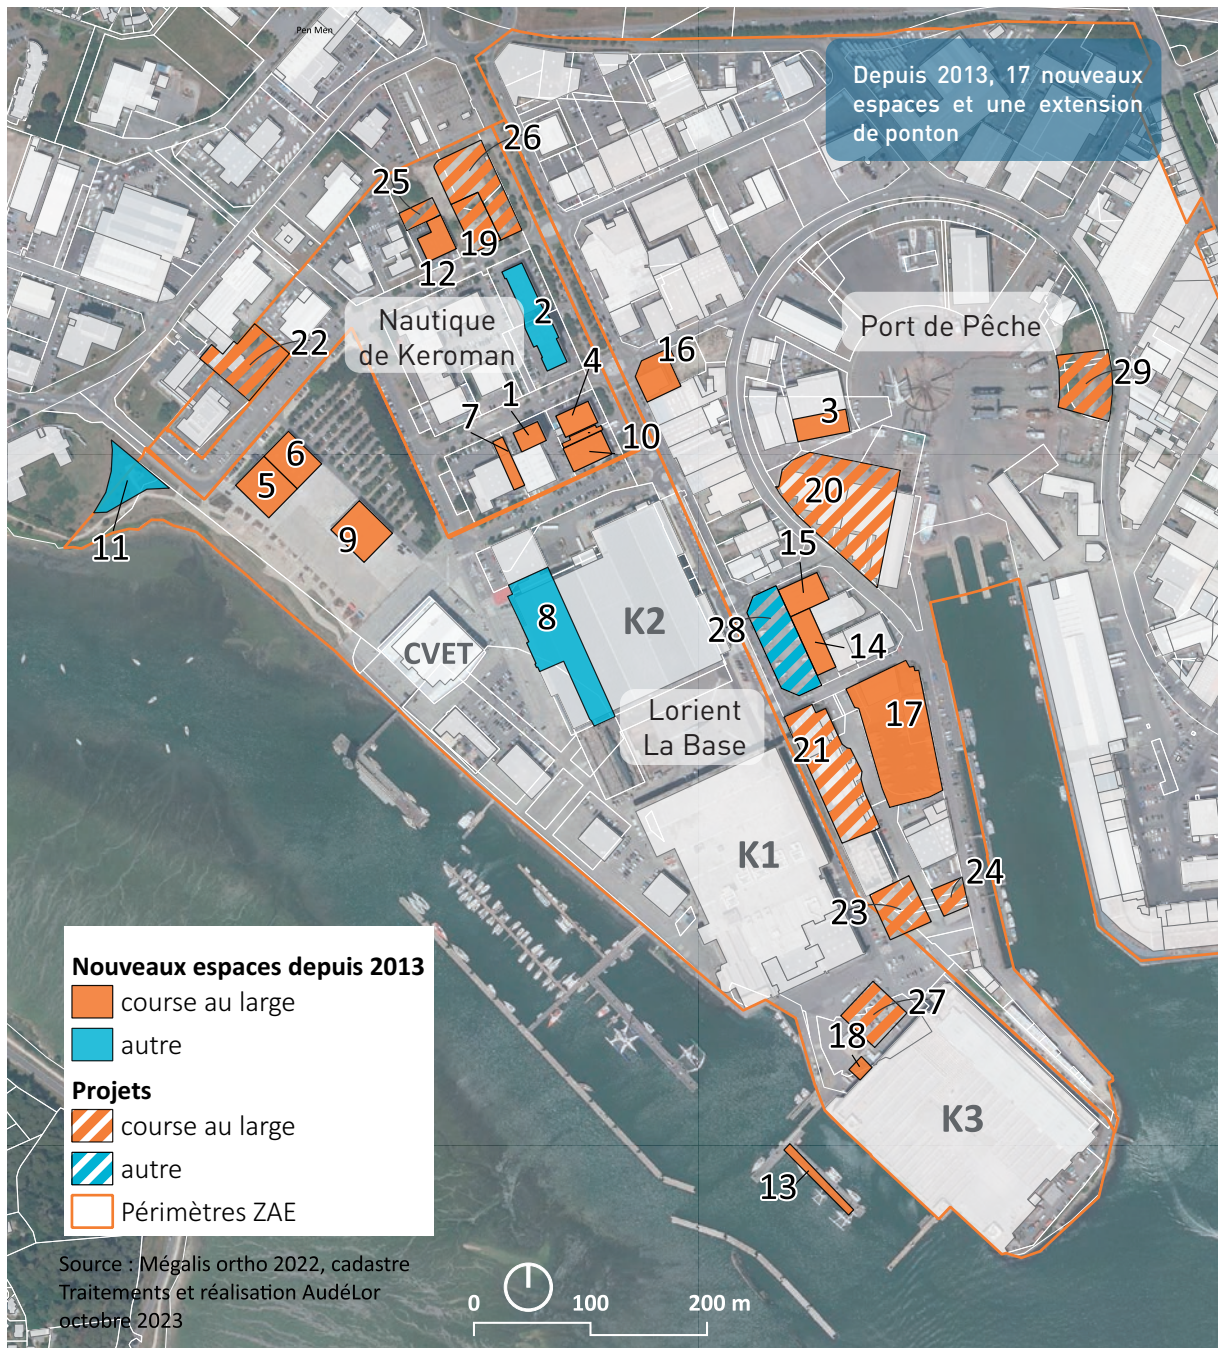 Pen Men
Depuis 2013, 17 nouveaux
espaces et une extension
de ponton
26
25
19
12
2
Nautique
de Keroman
Port de Pêche
22
16
4
29
1
7
3
10
6
5
20
9
11
15
8
K2
28
14
CVET
Lorient
La Base
17
21
K1
24
23
27
18
K3
13
Nouveaux espaces depuis 2013
course au large
autre
Projets
course au large
autre
Périmètres ZAE
Source : Mégalis ortho 2022, cadastre
Traitements et réalisation AudéLor
octobre 2023
0 100 200 m